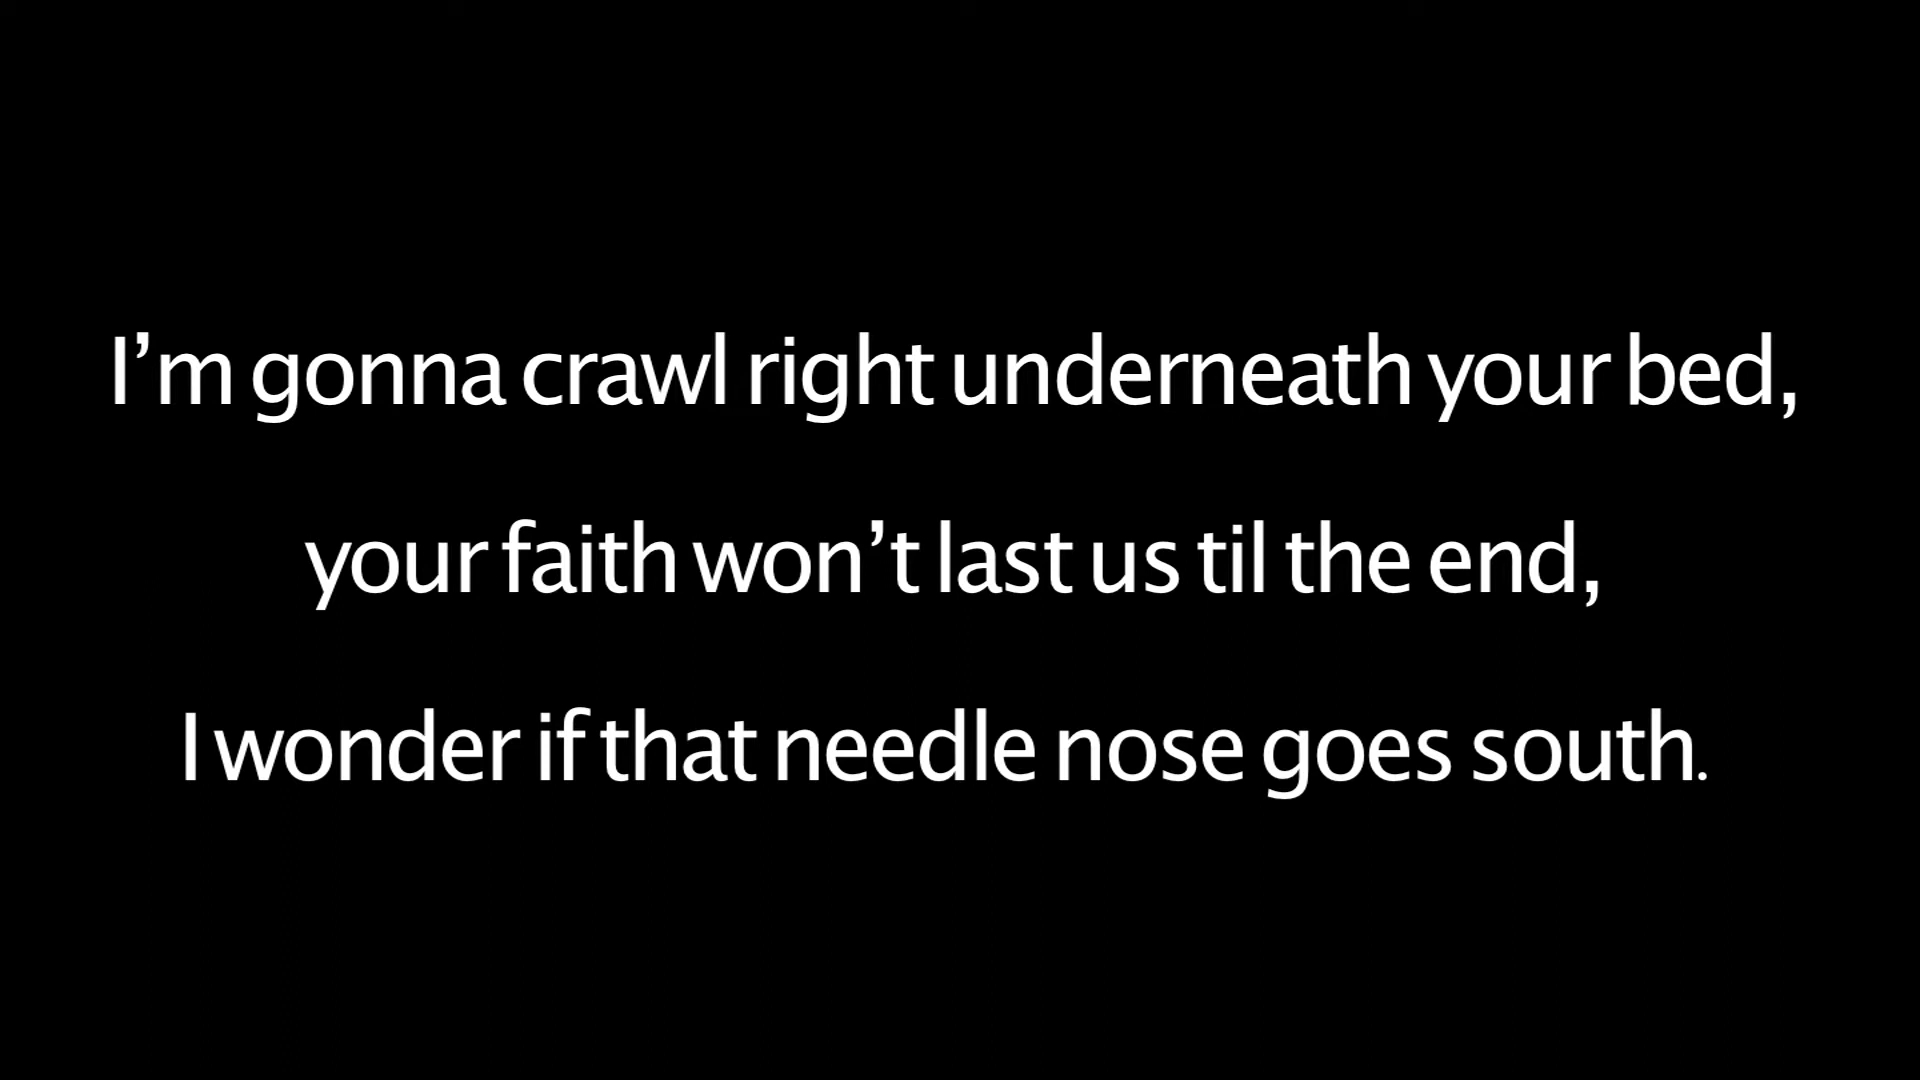 I’m gonna crawl right underneath your bed,
your faith won’t last us til the end,
I wonder if that needle nose goes south.